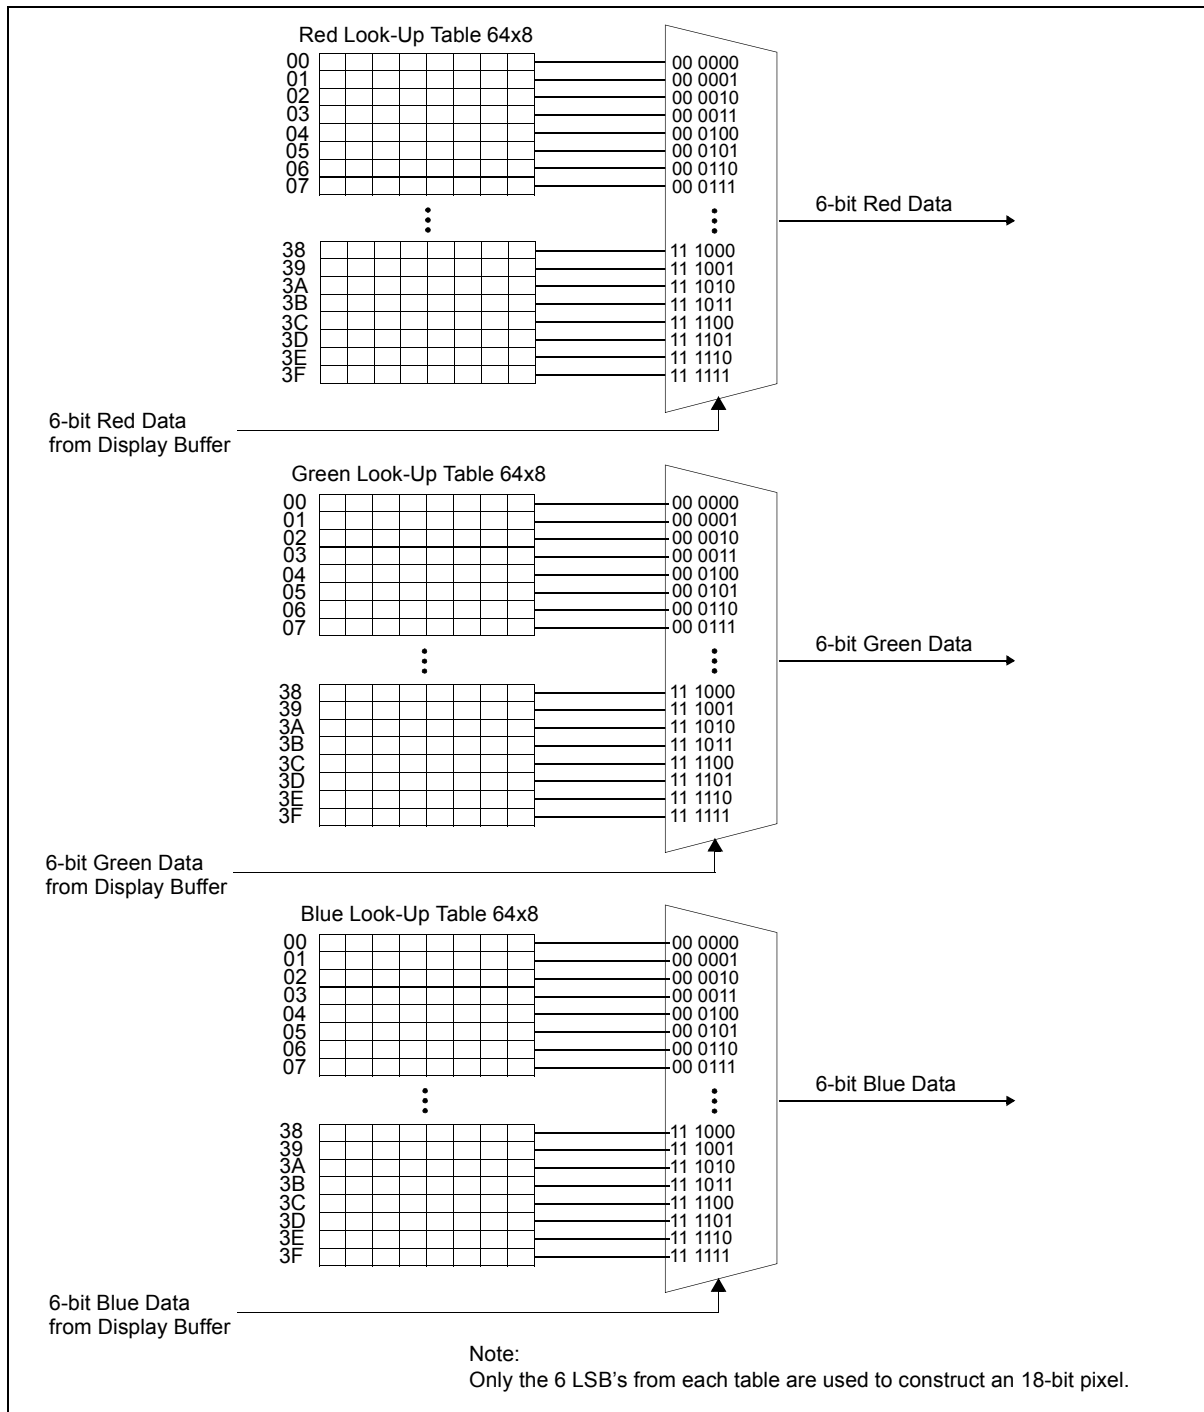 Red Look-Up Table 64x8
00 00 0000
01 00 0001
02 00 0010
03 00 0011
04 00 0100
05 00 0101
06 00 0110
07 00 0111
6-bit Red Data
38 11 1000
39 11 1001
3A 11 1010
3B 11 1011
3C 11 1100
3D 11 1101
3E 11 1110
3F 11 1111
6-bit Red Data
from Display Buffer
Green Look-Up Table 64x8
00 00 0000
01 00 0001
02 00 0010
03 00 0011
04 00 0100
05 00 0101
06 00 0110
07 00 0111
6-bit Green Data
38 11 1000
39 11 1001
3A 11 1010
3B 11 1011
3C 11 1100
3D 11 1101
3E 11 1110
3F 11 1111
6-bit Green Data
from Display Buffer
Blue Look-Up Table 64x8
00 00 0000
01 00 0001
02 00 0010
03 00 0011
04 00 0100
05 00 0101
06 00 0110
07 00 0111
6-bit Blue Data
38 11 1000
39 11 1001
3A 11 1010
3B 11 1011
3C 11 1100
3D 11 1101
3E 11 1110
3F 11 1111
6-bit Blue Data
from Display Buffer
Note:
Only the 6 LSB's from each table are used to construct an 18-bit pixel.